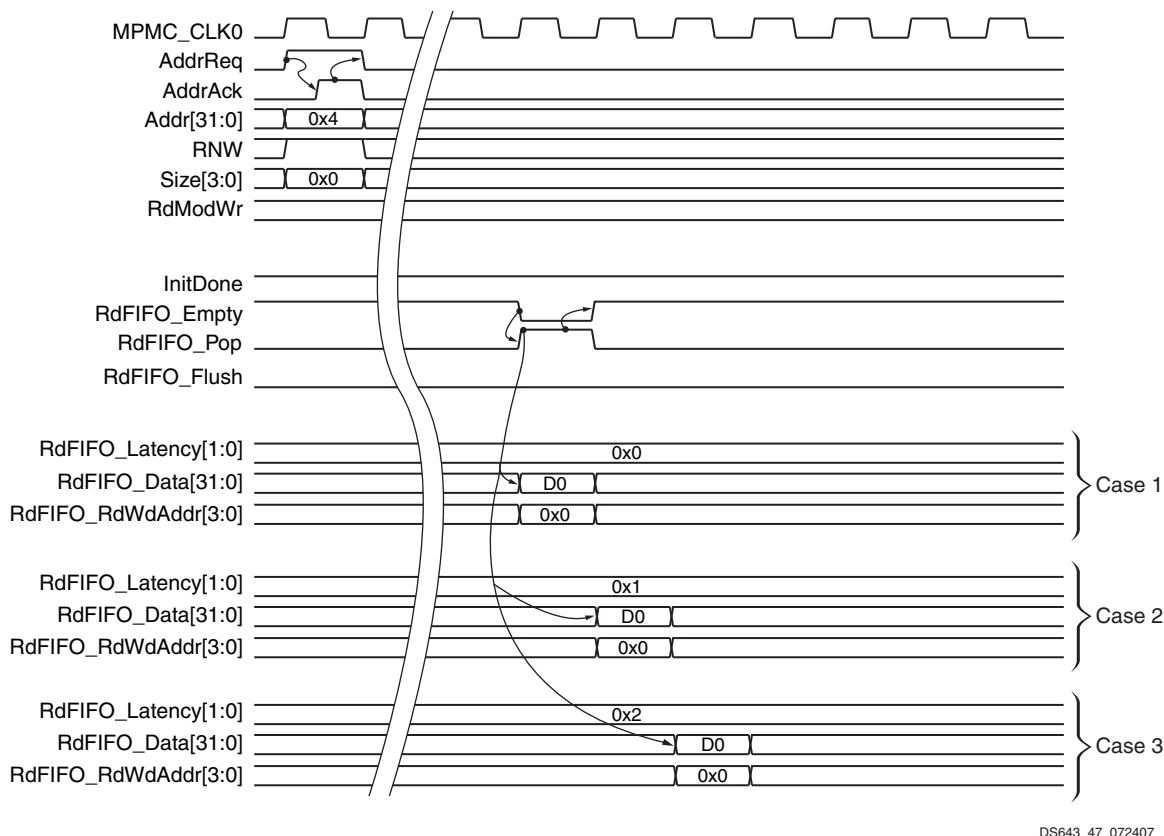 MPMC_CLK0
AddrReq
AddrAck
Addr[31:0] 0x4
RNW
Size[3:0] 0x0
RdModWr
InitDone
RdFIFO_Empty
RdFIFO_Pop
RdFIFO_Flush
RdFIFO_Latency[1:0] 0x0
RdFIFO_Data[31:0] D0 Case 1
RdFIFO_RdWdAddr[3:0] 0x0
RdFIFO_Latency[1:0] 0x1
RdFIFO_Data[31:0] D0 Case 2
RdFIFO_RdWdAddr[3:0] 0x0
RdFIFO_Latency[1:0] 0x2
RdFIFO_Data[31:0] D0 Case 3
RdFIFO_RdWdAddr[3:0] 0x0
DS643_47_072407